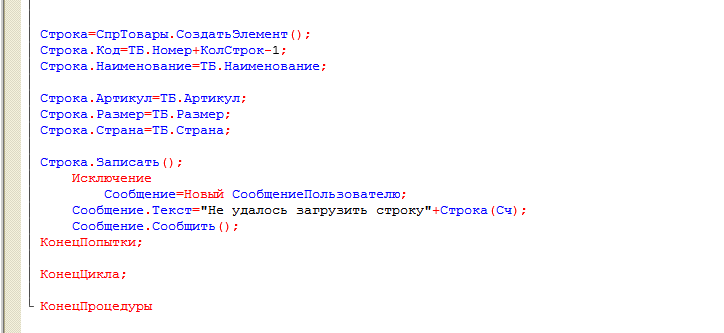 Строка=СпрТовары.СоздатьЭлемент();
Строка.Код=ТБ.Номер+КолСтрок-1;
Строка.Наименование=ТБ.Наименование;
Строка.Артикул=ТБ.Артикул;
Строка.Размер=ТБ.Размер;
Строка.Страна=ТБ.Страна;
Строка.Записать();
Исключение
Сообщение=Новый СообщениеПользователю;
Сообщение.Текст="Не удалось загрузить строку"+Строка(Сч);
Сообщение.Сообщить();
КонецПопытки;
КонецЦикла;
КонецПроцедуры